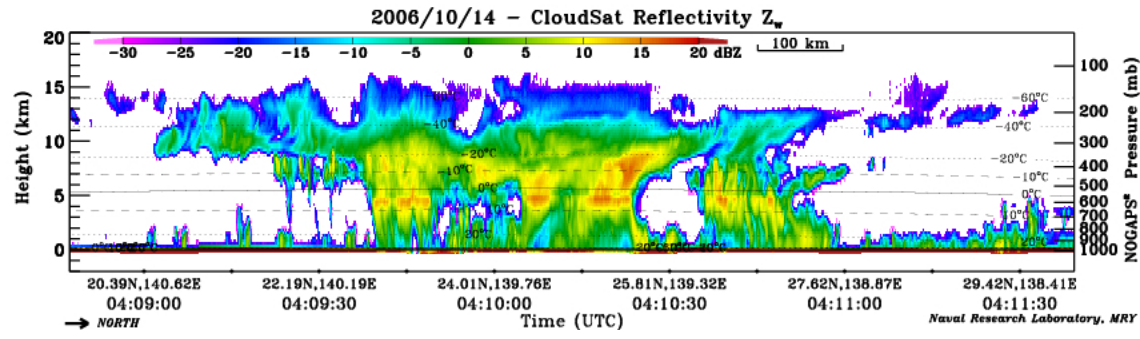 2006/10/14 - CloudSat Reflectivity Zw
-30 -25 -20 -15 -10 -5 0 5 10 15 20 dBZ
100 km
Height (km)
20
15
10
5
0
100
200
300
400
500
600
700
800
900
1000
NOGAPS* Pressure (mb)
-60°C
-40°C -40°C
-20°C -20°C
-10°C -10°C
0°C 0°C
10°C
20°C
20.39N,140.62E 22.19N,140.19E 24.01N,139.76E 25.81N,139.32E 27.62N,138.87E 29.42N,138.41E
04:09:00 04:09:30 04:10:00 04:10:30 04:11:00 04:11:30
NORTH
Time (UTC)
Naval Research Laboratory, MRY